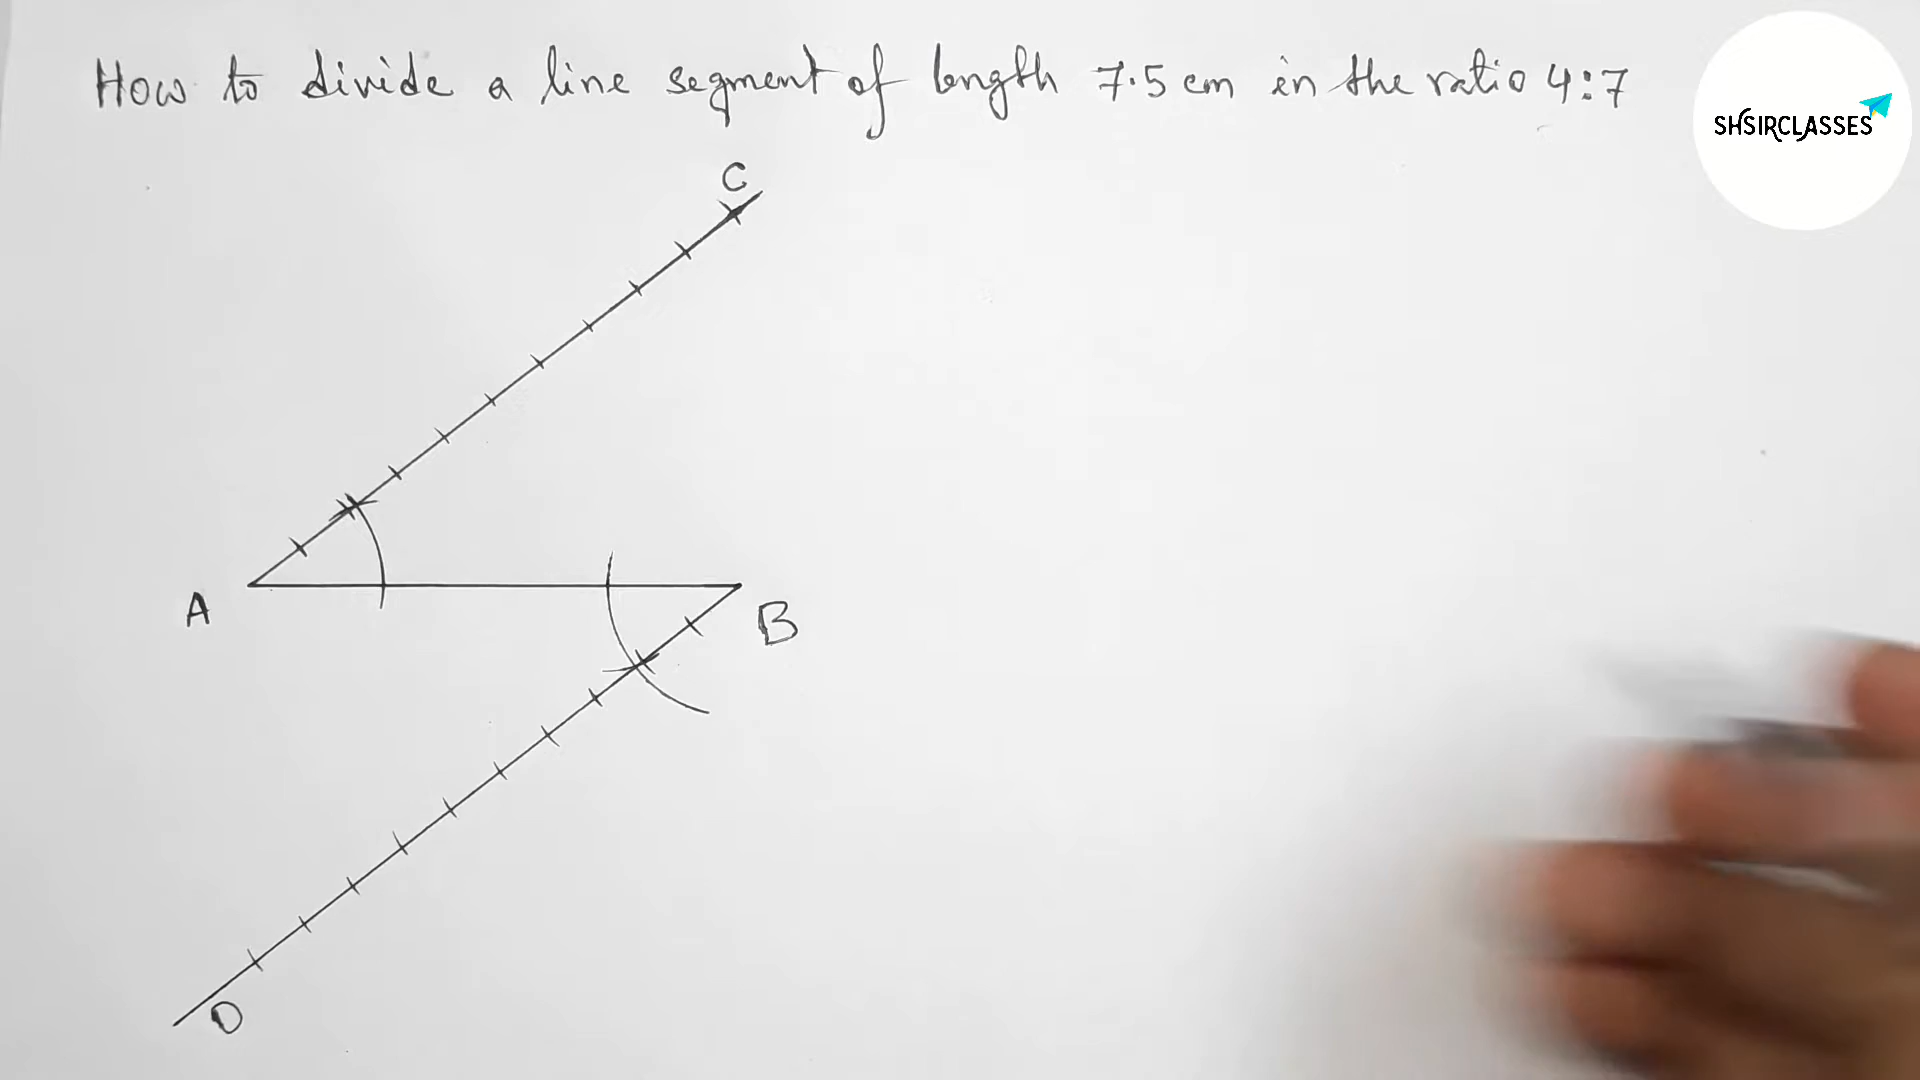 How to divide a line segment of length 7.5 cm in the ratio 4:7
SHSIRCLASSES
C
A
B
D